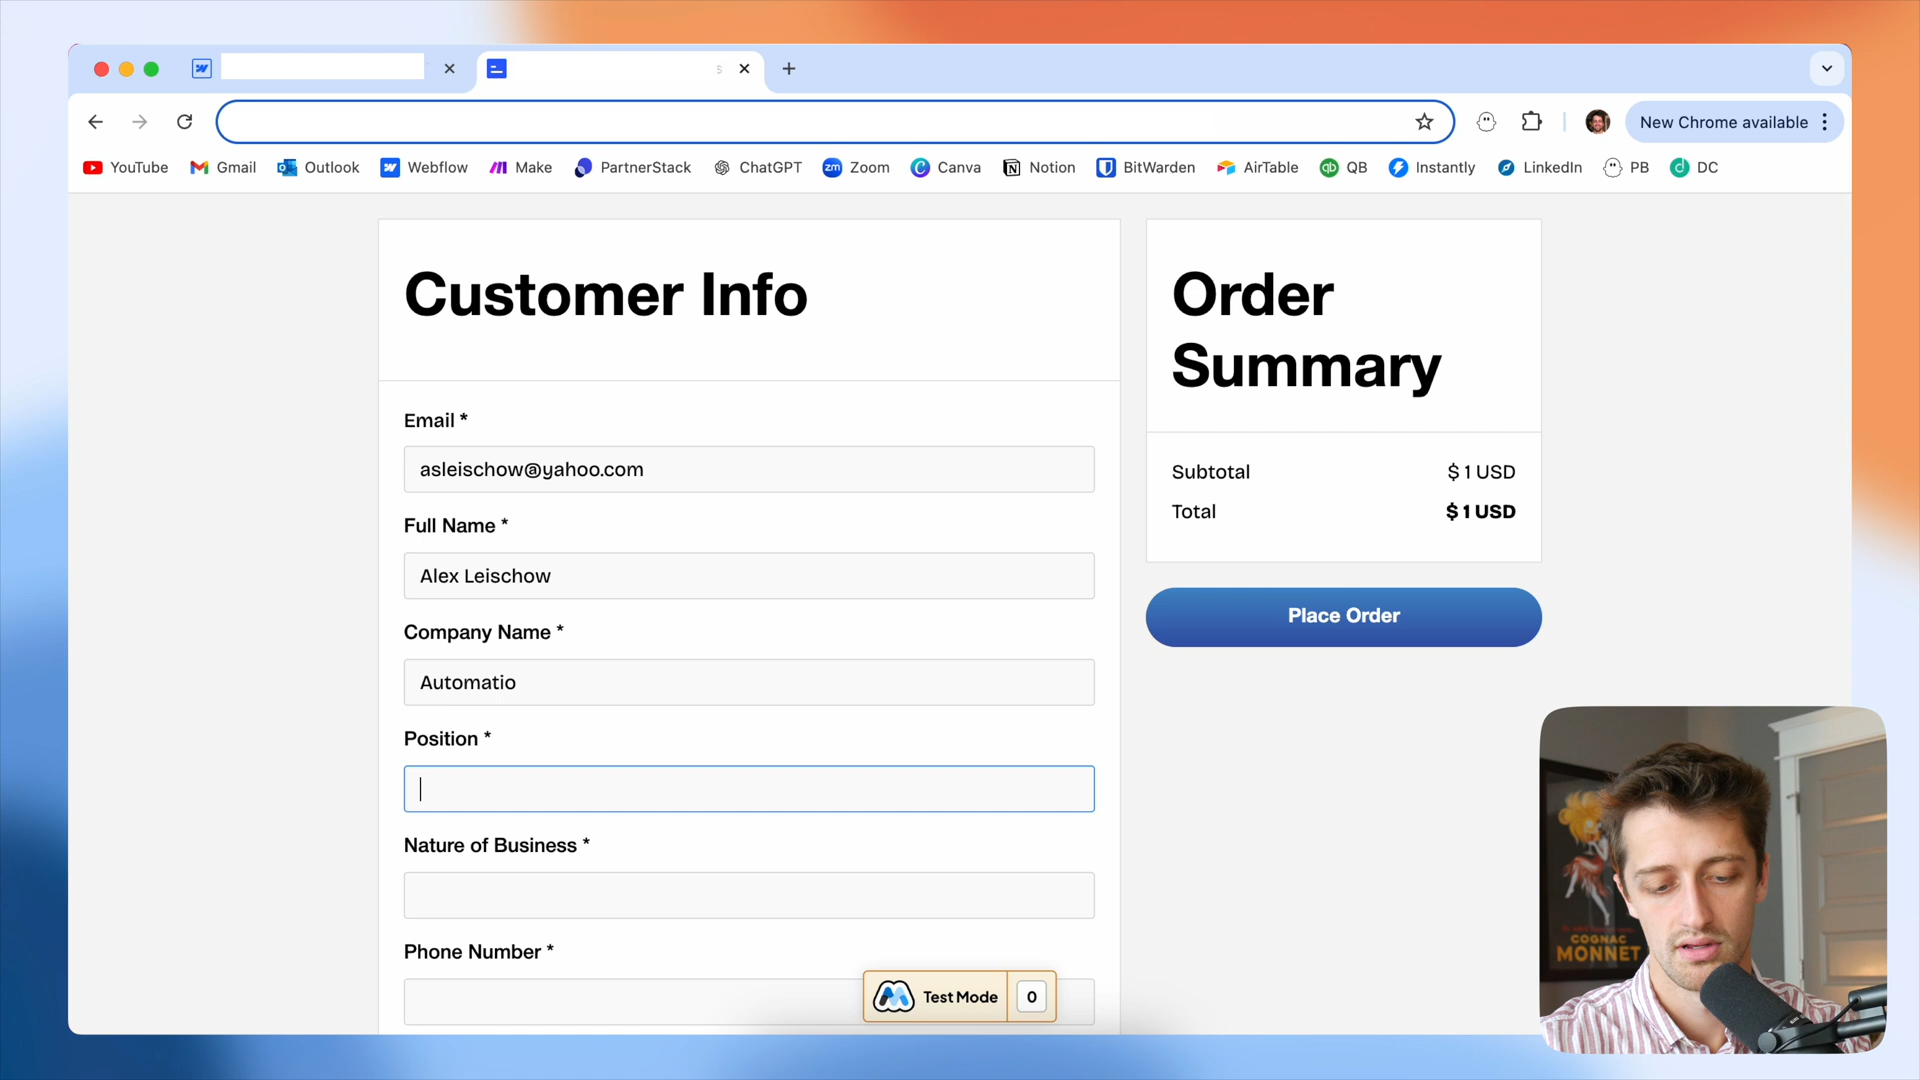 New Chrome available
YouTube Gmail Outlook Webflow Make PartnerStack ChatGPT Zoom Canva Notion BitWarden AirTable QB Instantly LinkedIn PB DC
Customer Info
Email *
asleischow@yahoo.com
Full Name *
Alex Leischow
Company Name *
Automatio
Position *
Nature of Business *
Phone Number *
Test Mode 0
Order
Summary
Subtotal $ 1 USD
Total $ 1 USD
Place Order
COGNAC
MONNET